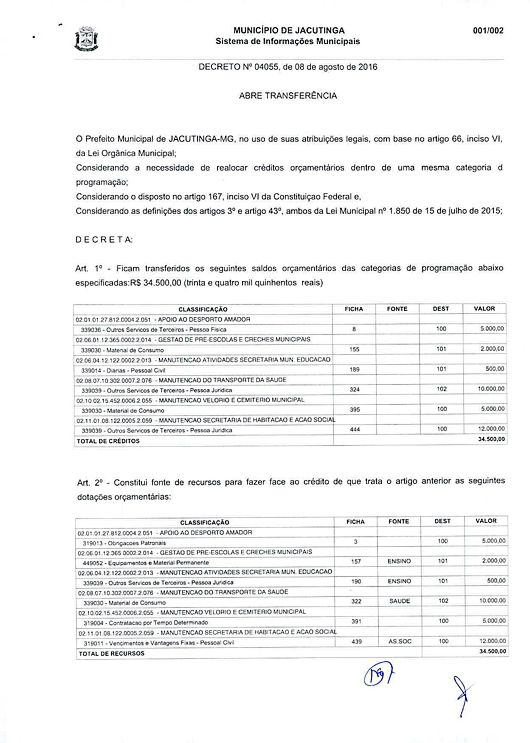 MUNICÍPIO DE JACUTINGA 001/002
Sistema de Informações Municipais
DECRETO Nº 04055, de 08 de agosto de 2016
ABRE TRANSFERÊNCIA
O Prefeito Municipal de JACUTINGA-MG, no uso de suas atribuições legais, com base no artigo 66, inciso VI,
da Lei Orgânica Municipal;
Considerando a necessidade de realocar créditos orçamentários dentro de uma mesma categoria d
programação;
Considerando o disposto no artigo 167, inciso VI da Constituiçao Federal e,
Considerando as definições dos artigos 3º e artigo 43º, ambos da Lei Municipal nº 1.850 de 15 de julho de 2015;
D E C R E T A:
Art. 1º - Ficam transferidos os seguintes saldos orçamentários das categorias de programação abaixo
especificadas:R$ 34.500,00 (trinta e quatro mil quinhentos reais)
CLASSIFICAÇÃO FICHA FONTE DEST VALOR
02.01.01.27.812.0004.2.051 - APOIO AO DESPORTO AMADOR
339036 - Outros Servicos de Terceiros - Pessoa Fisica 8 100 5.000,00
02.06.01.12.365.0002.2.014 - GESTAO DE PRE-ESCOLAS E CRECHES MUNICIPAIS
339030 - Material de Consumo 155 101 2.000,00
02.06.04.12.122.0002.2.013 - MANUTENCAO ATIVIDADES SECRETARIA MUN. EDUCACAO
339014 - Diarias - Pessoal Civil 189 101 500,00
02.08.07.10.302.0007.2.076 - MANUTENCAO DO TRANSPORTE DA SAUDE
339039 - Outros Servicos de Terceiros - Pessoa Juridica 324 102 10.000,00
02.10.02.15.452.0006.2.055 - MANUTENCAO VELORIO E CEMITERIO MUNICIPAL
339030 - Material de Consumo 395 100 5.000,00
02.11.01.08.122.0005.2.059 - MANUTENCAO SECRETARIA DE HABITACAO E ACAO SOCIAL
339039 - Outros Servicos de Terceiros - Pessoa Juridica 444 100 12.000,00
TOTAL DE CRÉDITOS 34.500,00
Art. 2º - Constitui fonte de recursos para fazer face ao crédito de que trata o artigo anterior as seguintes
dotações orçamentárias:
CLASSIFICAÇÃO FICHA FONTE DEST VALOR
02.01.01.27.812.0004.2.051 - APOIO AO DESPORTO AMADOR
319013 - Obrigacoes Patronais 3 100 5.000,00
02.06.01.12.365.0002.2.014 - GESTAO DE PRE-ESCOLAS E CRECHES MUNICIPAIS
449052 - Equipamentos e Material Permanente 157 ENSINO 101 2.000,00
02.06.04.12.122.0002.2.013 - MANUTENCAO ATIVIDADES SECRETARIA MUN. EDUCACAO
339039 - Outros Servicos de Terceiros - Pessoa Juridica 190 ENSINO 101 500,00
02.08.07.10.302.0007.2.076 - MANUTENCAO DO TRANSPORTE DA SAUDE
339030 - Material de Consumo 322 SAUDE 102 10.000,00
02.10.02.15.452.0006.2.055 - MANUTENCAO VELORIO E CEMITERIO MUNICIPAL
319004 - Contratacao por Tempo Determinado 391 100 5.000,00
02.11.01.08.122.0005.2.059 - MANUTENCAO SECRETARIA DE HABITACAO E ACAO SOCIAL
319011 - Vencimentos e Vantagens Fixas - Pessoal Civil 439 AS.SOC 100 12.000,00
TOTAL DE RECURSOS 34.500,00